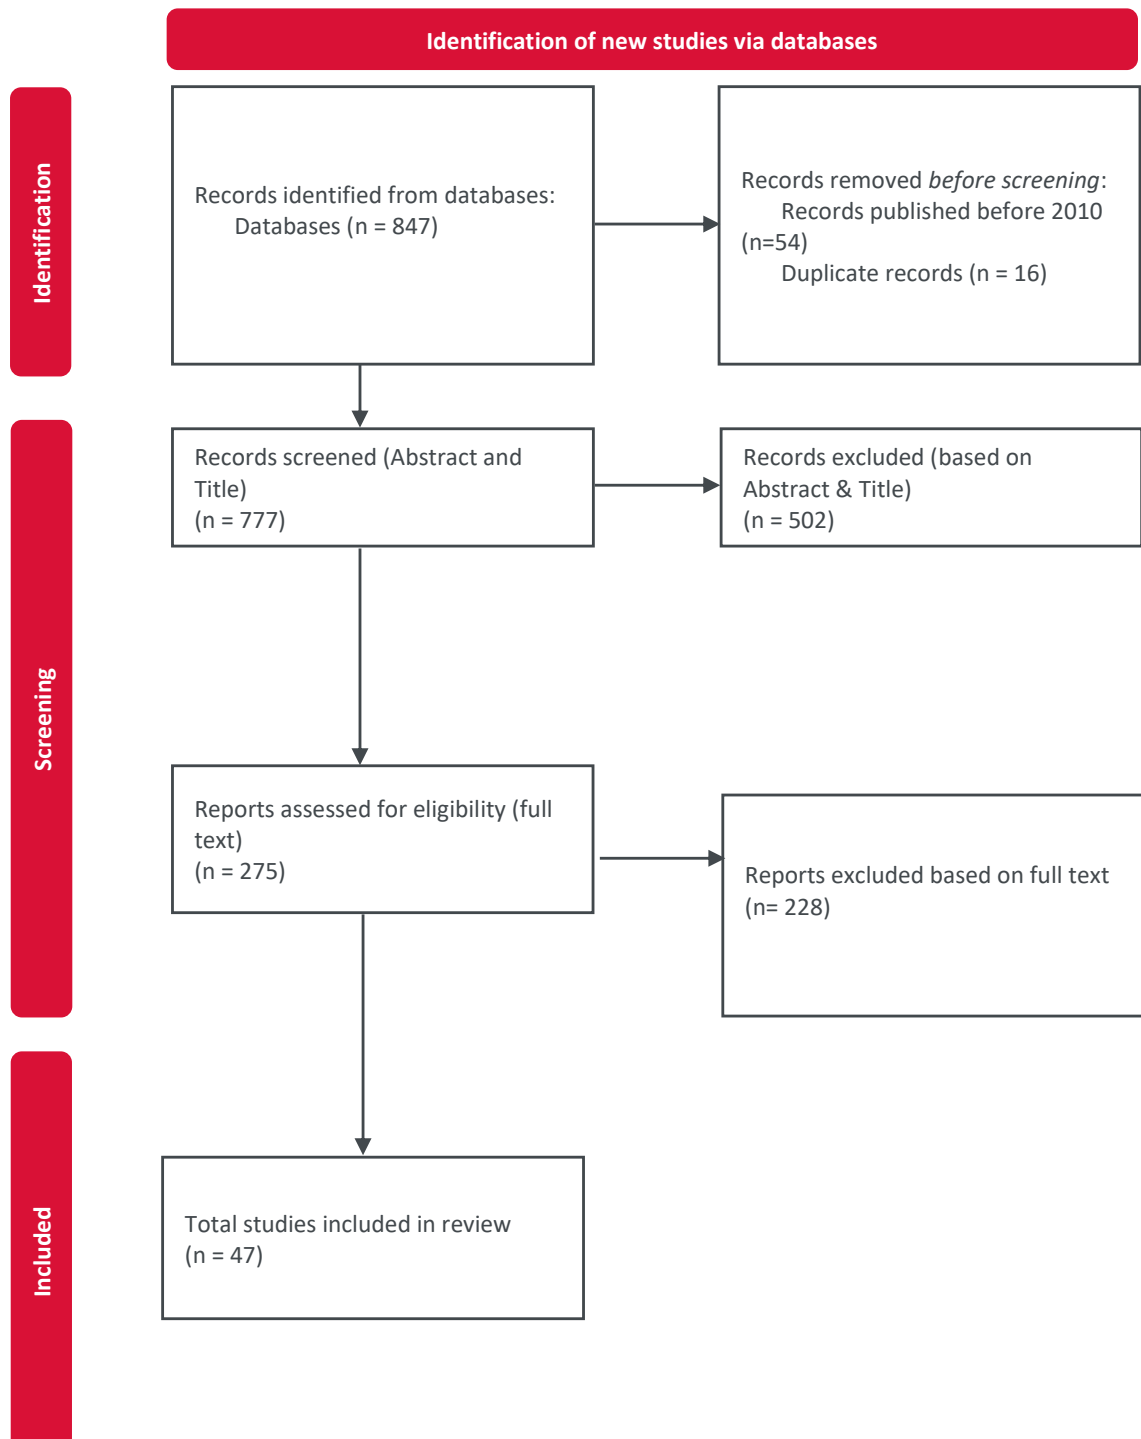 Identification of new studies via databases
Identification
Records identified from databases:
Databases (n = 847)
Records removed before screening:
Records published before 2010
(n=54)
Duplicate records (n = 16)
Screening
Records screened (Abstract and
Title)
(n = 777)
Records excluded (based on
Abstract & Title)
(n = 502)
Reports assessed for eligibility (full
text)
(n = 275)
Reports excluded based on full text
(n= 228)
Included
Total studies included in review
(n = 47)